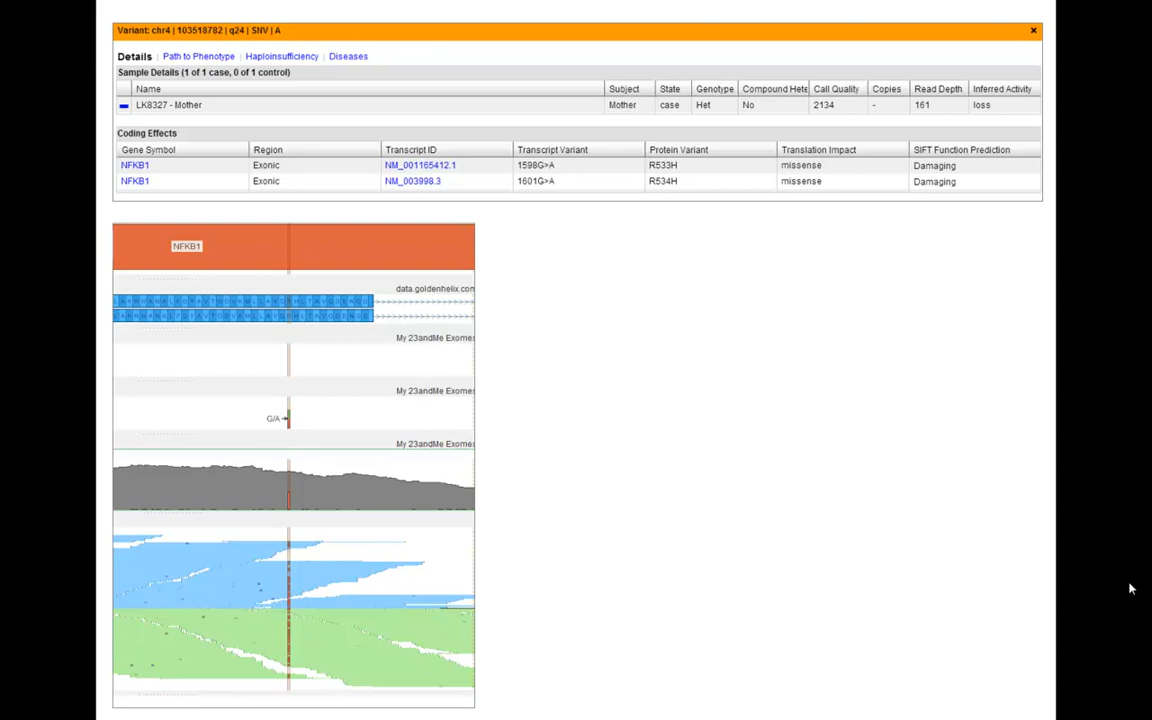 Variant: chr4 | 103518782 | q24 | SNV | A ×
Details | Path to Phenotype | Haploinsufficiency | Diseases
Sample Details (1 of 1 case, 0 of 1 control)
Name Subject State Genotype Compound Hete Call Quality Copies Read Depth Inferred Activity
LK8327 - Mother Mother case Het No 2134 - 161 loss
Coding Effects
Gene Symbol Region Transcript ID Transcript Variant Protein Variant Translation Impact SIFT Function Prediction
NFKB1 Exonic NM_001165412.1 1598G>A R533H missense Damaging
NFKB1 Exonic NM_003998.3 1601G>A R534H missense Damaging
NFKB1
data.goldenhelix.com
My 23andMe Exomes
My 23andMe Exomes
G/A
My 23andMe Exomes